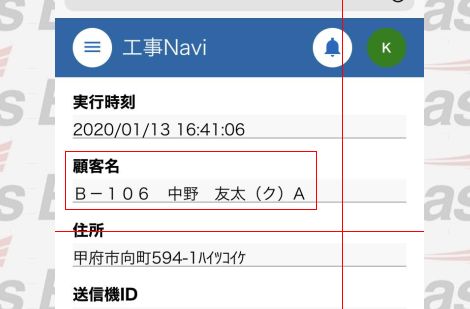 工事Navi
K
実行時刻
2020/01/13 16:41:06
顧客名
B－１０６　中野　友太（ク）A
住所
甲府市向町594-1ﾊｲﾂｺｲｹ
送信機ID